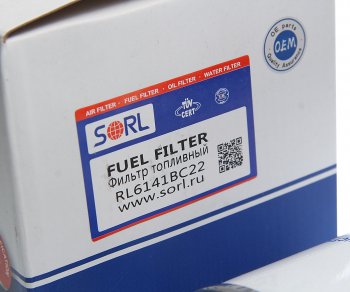 OE parts
O.E.M.
Quality Assurance
AIR FILTER · FUEL FILTER · OIL FILTER · WATER FILTER
SORL
TÜV
CERT
FUEL FILTER
Фильтр топливный
RL6141BC22
www.sorl.ru